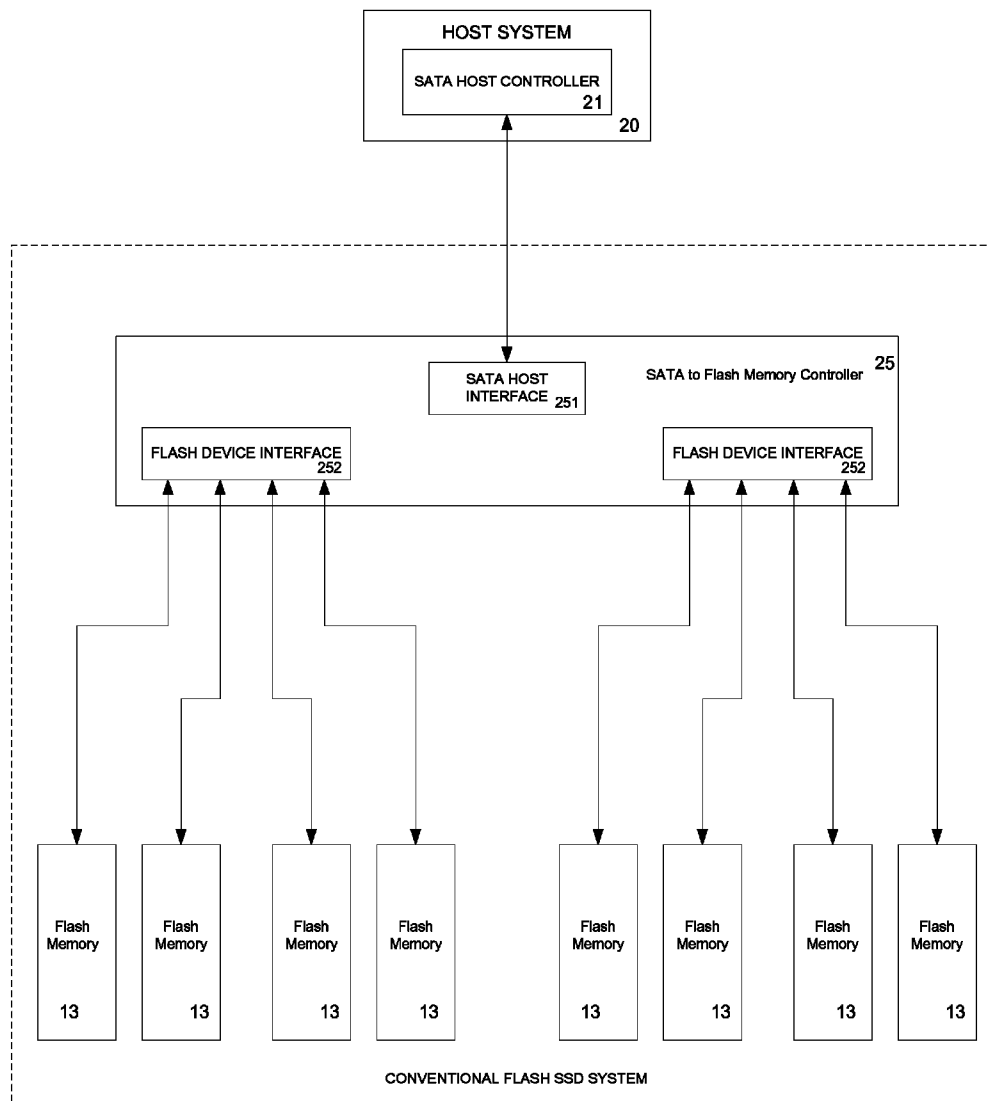 HOST SYSTEM
SATA HOST CONTROLLER
21
20
25
SATA to Flash Memory Controller
SATA HOST
INTERFACE
251
FLASH DEVICE INTERFACE
252
FLASH DEVICE INTERFACE
252
Flash
Memory
13
Flash
Memory
13
Flash
Memory
13
Flash
Memory
13
Flash
Memory
13
Flash
Memory
13
Flash
Memory
13
Flash
Memory
13
CONVENTIONAL FLASH SSD SYSTEM